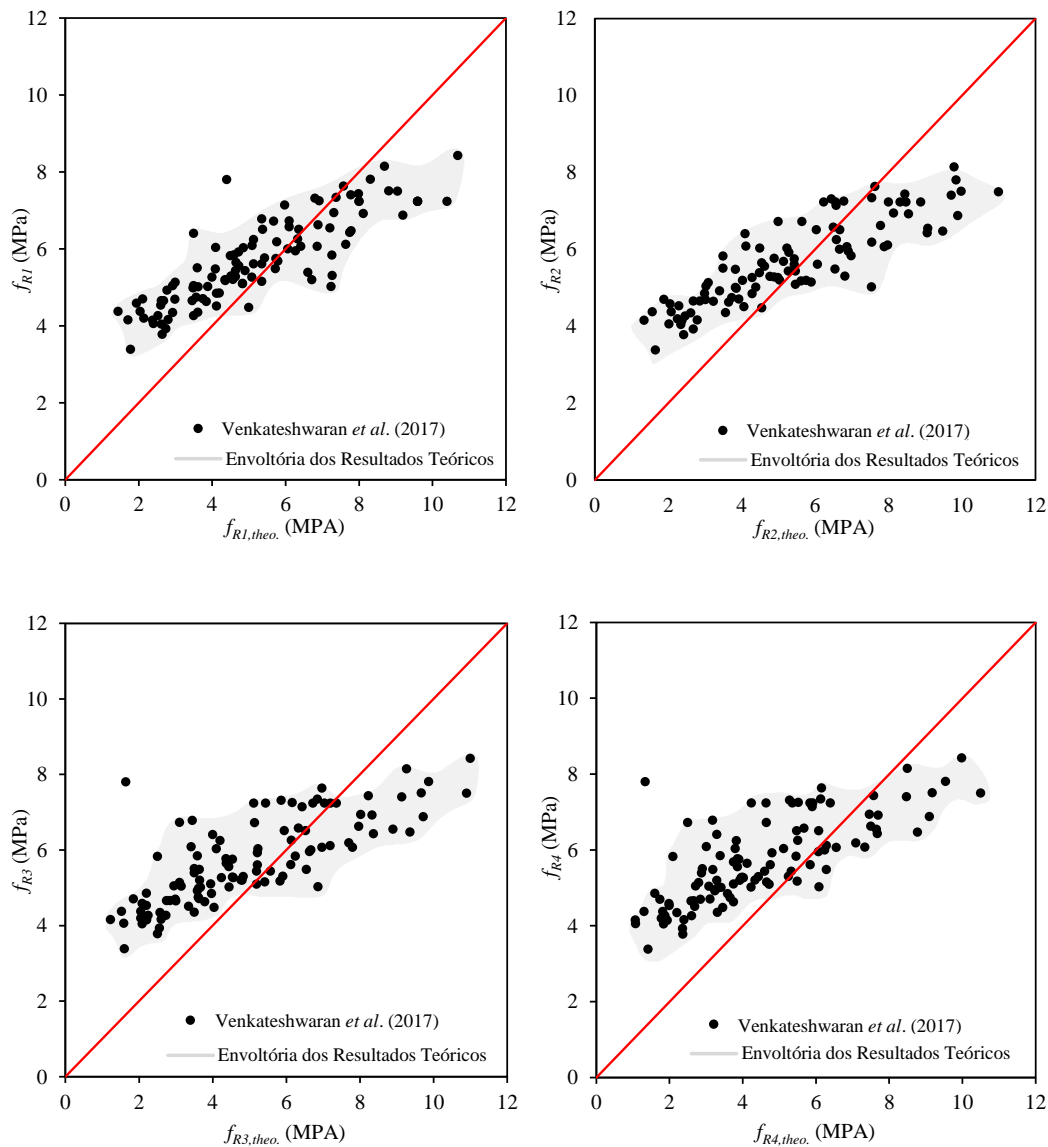 12
10
8
6
4
2
0
fR1 (MPa)
Venkateshwaran et al. (2017)
Envoltória dos Resultados Teóricos
0 2 4 6 8 10 12
fR1,theo. (MPA)
12
10
8
6
4
2
0
fR2 (MPa)
Venkateshwaran et al. (2017)
Envoltória dos Resultados Teóricos
0 2 4 6 8 10 12
fR2,theo. (MPA)
12
10
8
6
4
2
0
fR3 (MPa)
Venkateshwaran et al. (2017)
Envoltória dos Resultados Teóricos
0 2 4 6 8 10 12
fR3,theo. (MPA)
12
10
8
6
4
2
0
fR4 (MPa)
Venkateshwaran et al. (2017)
Envoltória dos Resultados Teóricos
0 2 4 6 8 10 12
fR4,theo. (MPA)